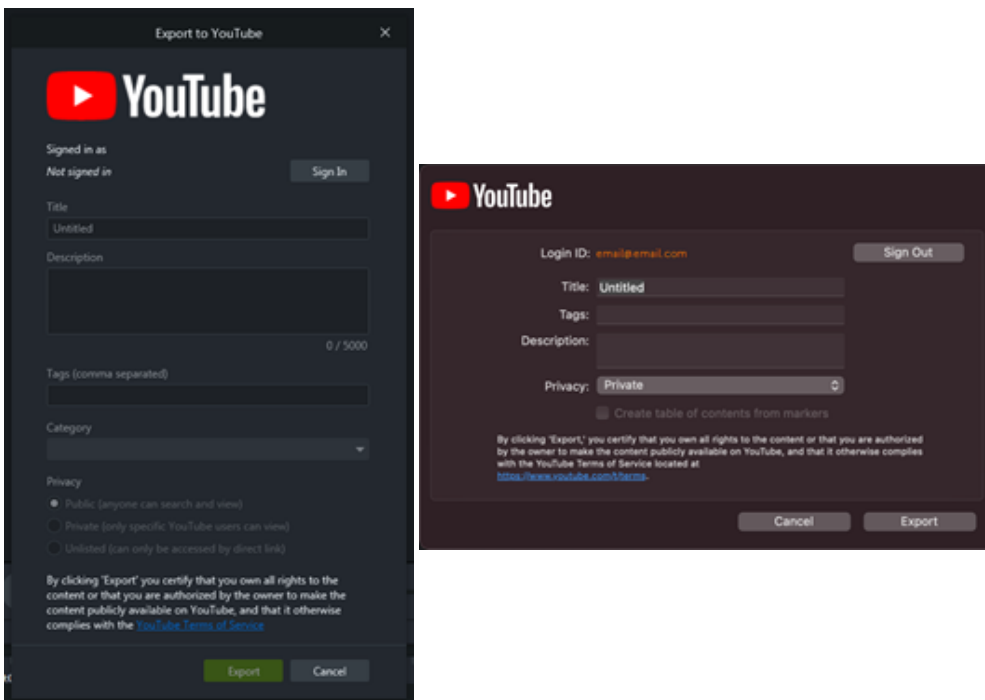 Export to YouTube
YouTube
Signed in as
Not signed in
Sign In
Title
Untitled
Description
0 / 5000
Tags (comma separated)
Category
Privacy
Public (anyone can search and view)
Private (only specific YouTube users can view)
Unlisted (can only be accessed by direct link)
By clicking 'Export' you certify that you own all rights to the
content or that you are authorized by the owner to make the
content publicly available on YouTube, and that it otherwise
complies with the YouTube Terms of Service
Export
Cancel
YouTube
Login ID: email@email.com
Sign Out
Title: Untitled
Tags:
Description:
Privacy: Private
Create table of contents from markers
By clicking 'Export,' you certify that you own all rights to the content or that you are authorized
by the owner to make the content publicly available on YouTube, and that it otherwise complies
with the YouTube Terms of Service located at
https://www.youtube.com/t/terms.
Cancel
Export